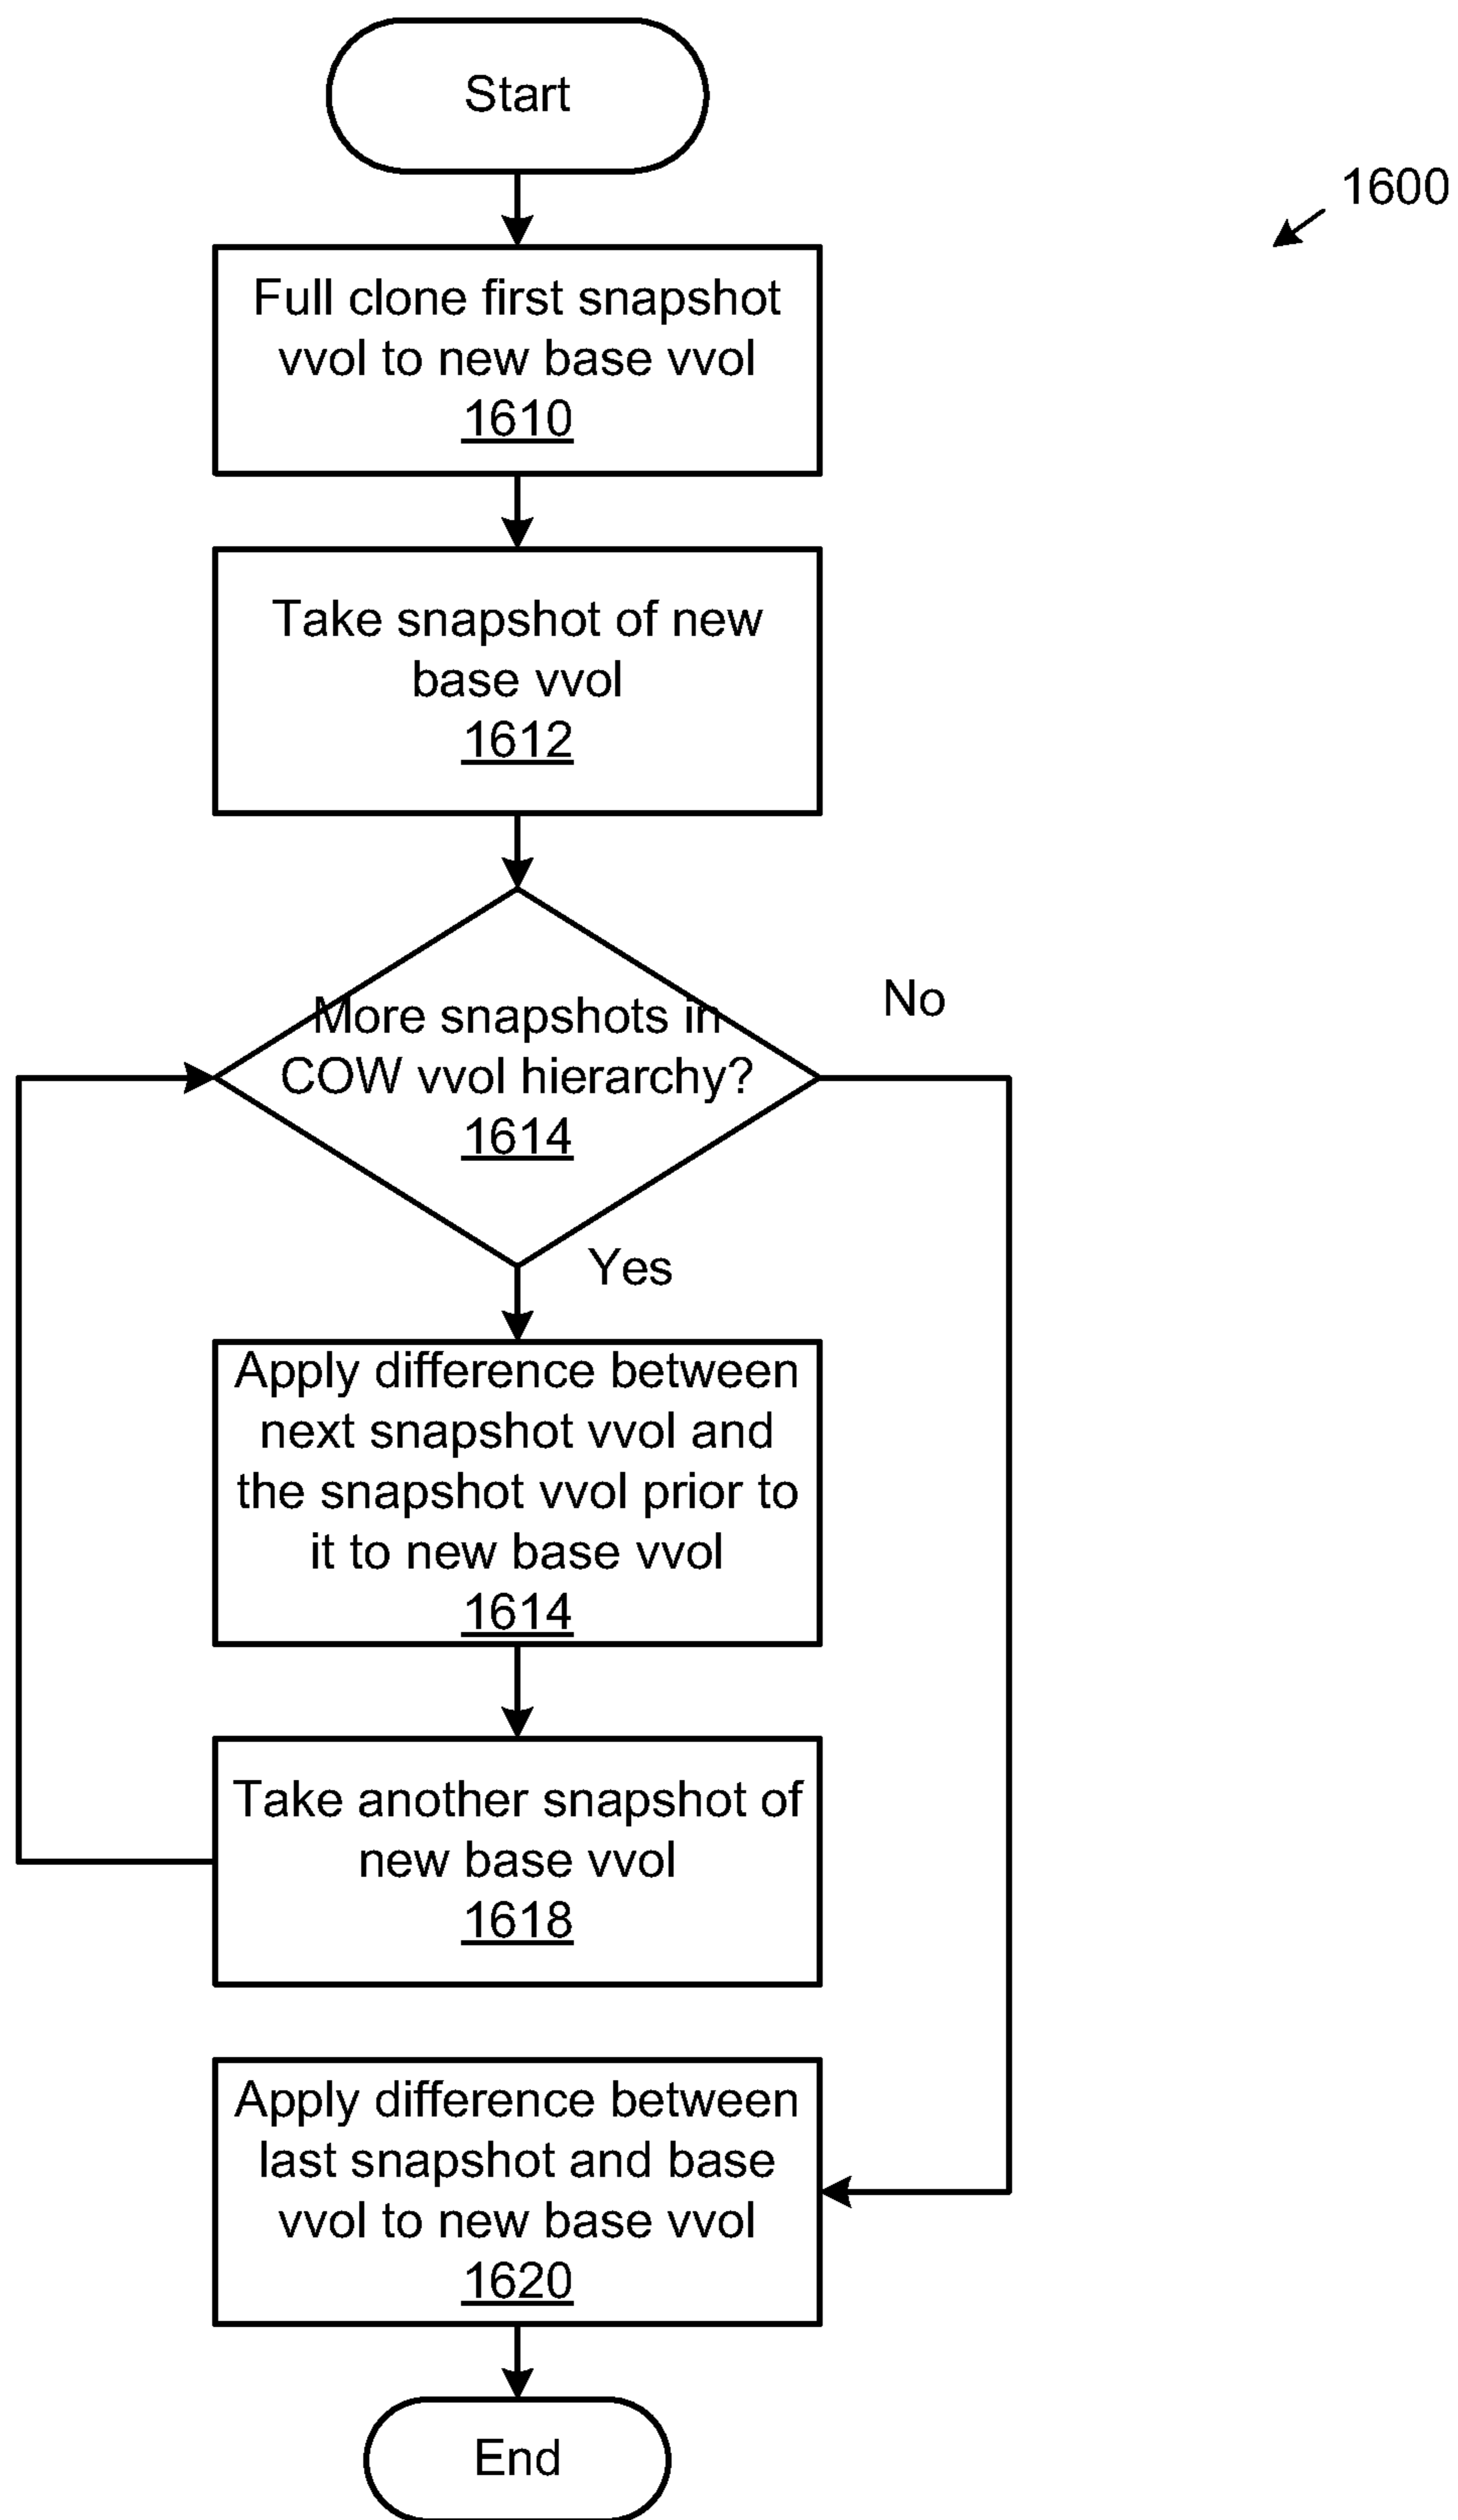 Start
1600
Full clone first snapshot
vvol to new base vvol
1610
Take snapshot of new
base vvol
1612
More snapshots in
COW vvol hierarchy?
1614
No
Yes
Apply difference between
next snapshot vvol and
the snapshot vvol prior to
it to new base vvol
1614
Take another snapshot of
new base vvol
1618
Apply difference between
last snapshot and base
vvol to new base vvol
1620
End